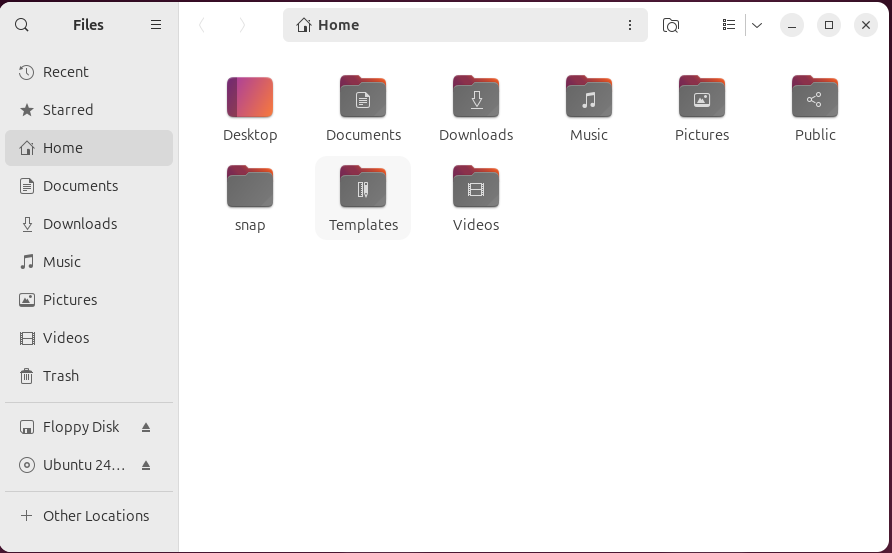 Files
Home
Recent
Starred
Home
Documents
Downloads
Music
Pictures
Videos
Trash
Floppy Disk
Ubuntu 24...
Other Locations
Desktop
Documents
Downloads
Music
Pictures
Public
snap
Templates
Videos